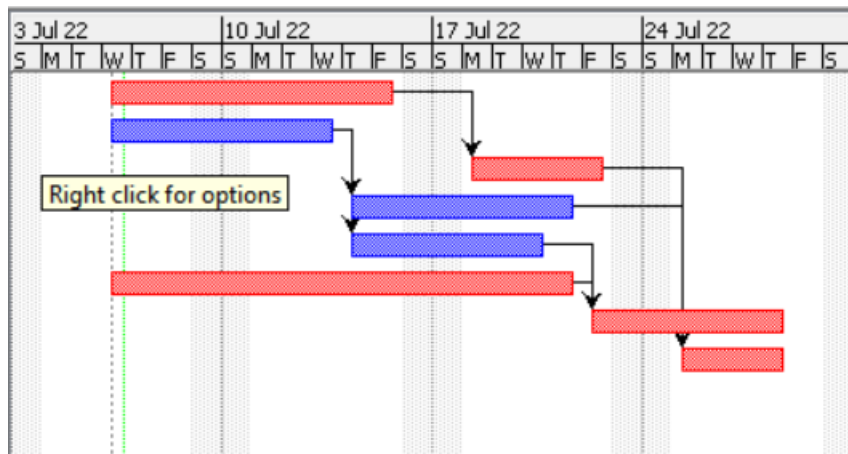 3 Jul 22 10 Jul 22 17 Jul 22 24 Jul 22
S M T W T F S S M T W T F S S M T W T F S S M T W T F S
Right click for options